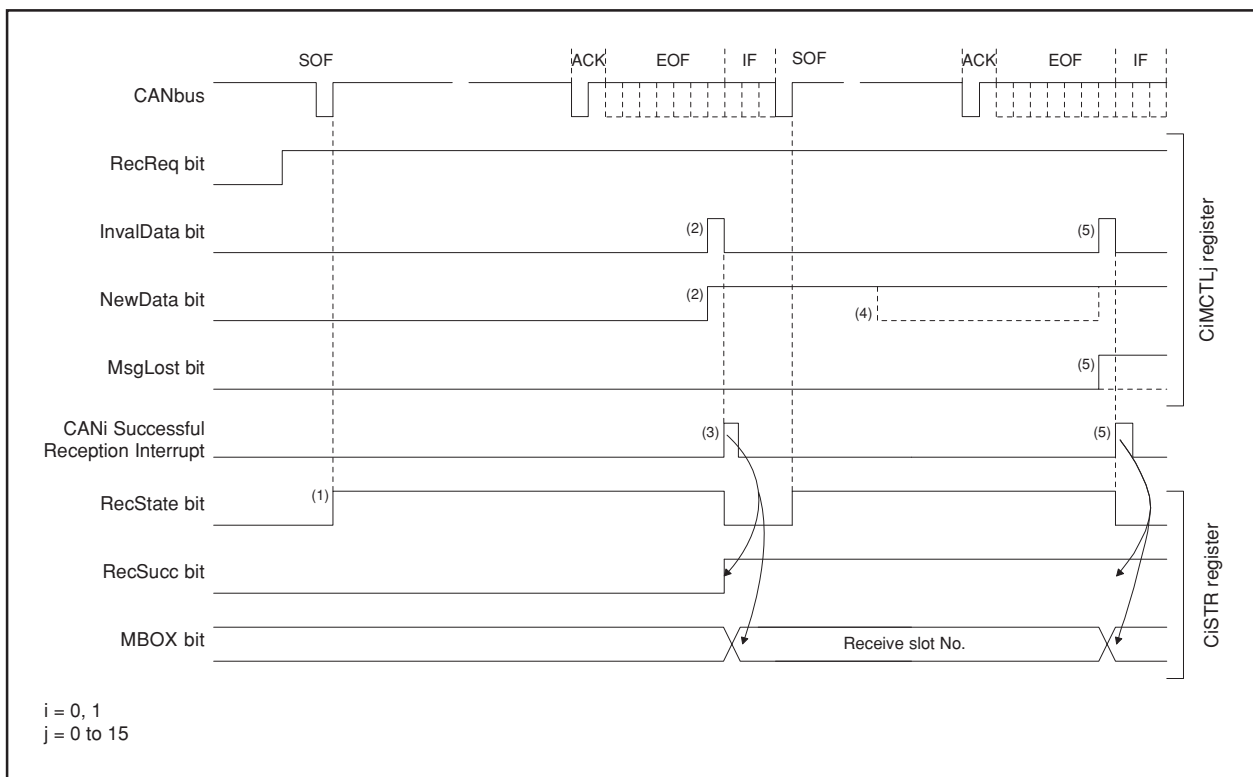 SOF ACK EOF IF SOF ACK EOF IF
CANbus
RecReq bit
InvalData bit (2) (5)
NewData bit (2) (4)
MsgLost bit (5)
CiMCTLj register
CANi Successful
Reception Interrupt (3) (5)
RecState bit (1)
RecSucc bit
MBOX bit Receive slot No.
CiSTR register
i = 0, 1
j = 0 to 15